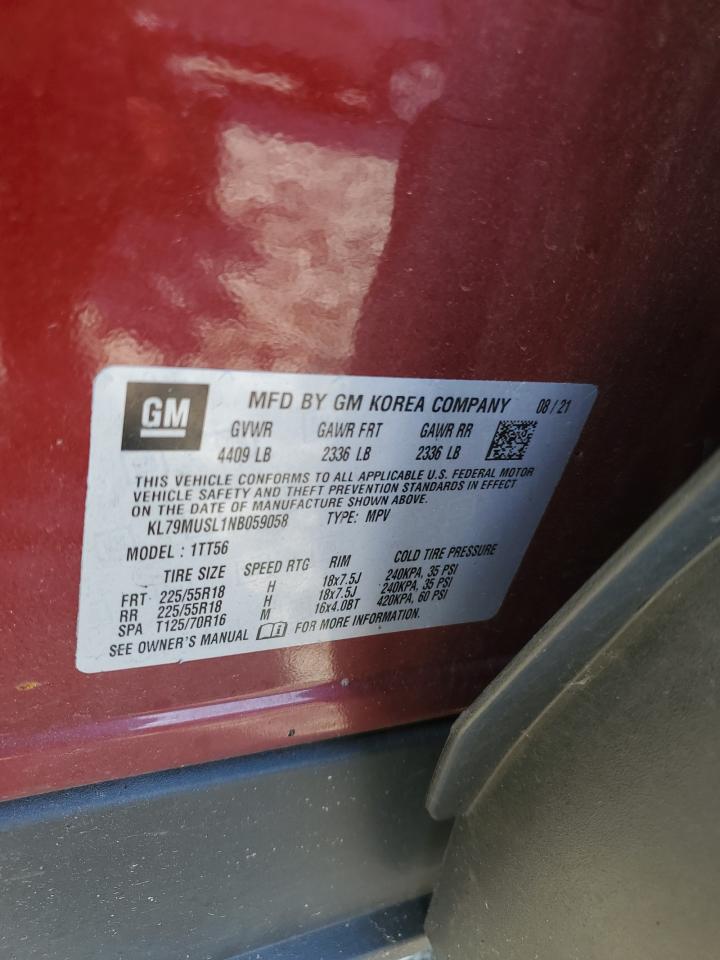 GM MFD BY GM KOREA COMPANY 08 / 21
GVWR GAWR FRT GAWR RR
4409 LB 2336 LB 2336 LB
THIS VEHICLE CONFORMS TO ALL APPLICABLE U.S. FEDERAL MOTOR
VEHICLE SAFETY AND THEFT PREVENTION STANDARDS IN EFFECT
ON THE DATE OF MANUFACTURE SHOWN ABOVE.
KL79MUSL1NB059058 TYPE: MPV
MODEL : 1TT56
TIRE SIZE SPEED RTG RIM COLD TIRE PRESSURE
FRT 225/55R18 H 18x7.5J 240KPA, 35 PSI
RR 225/55R18 H 18x7.5J 240KPA, 35 PSI
SPA T125/70R16 M 16x4.0BT 420KPA, 60 PSI
SEE OWNER'S MANUAL FOR MORE INFORMATION.